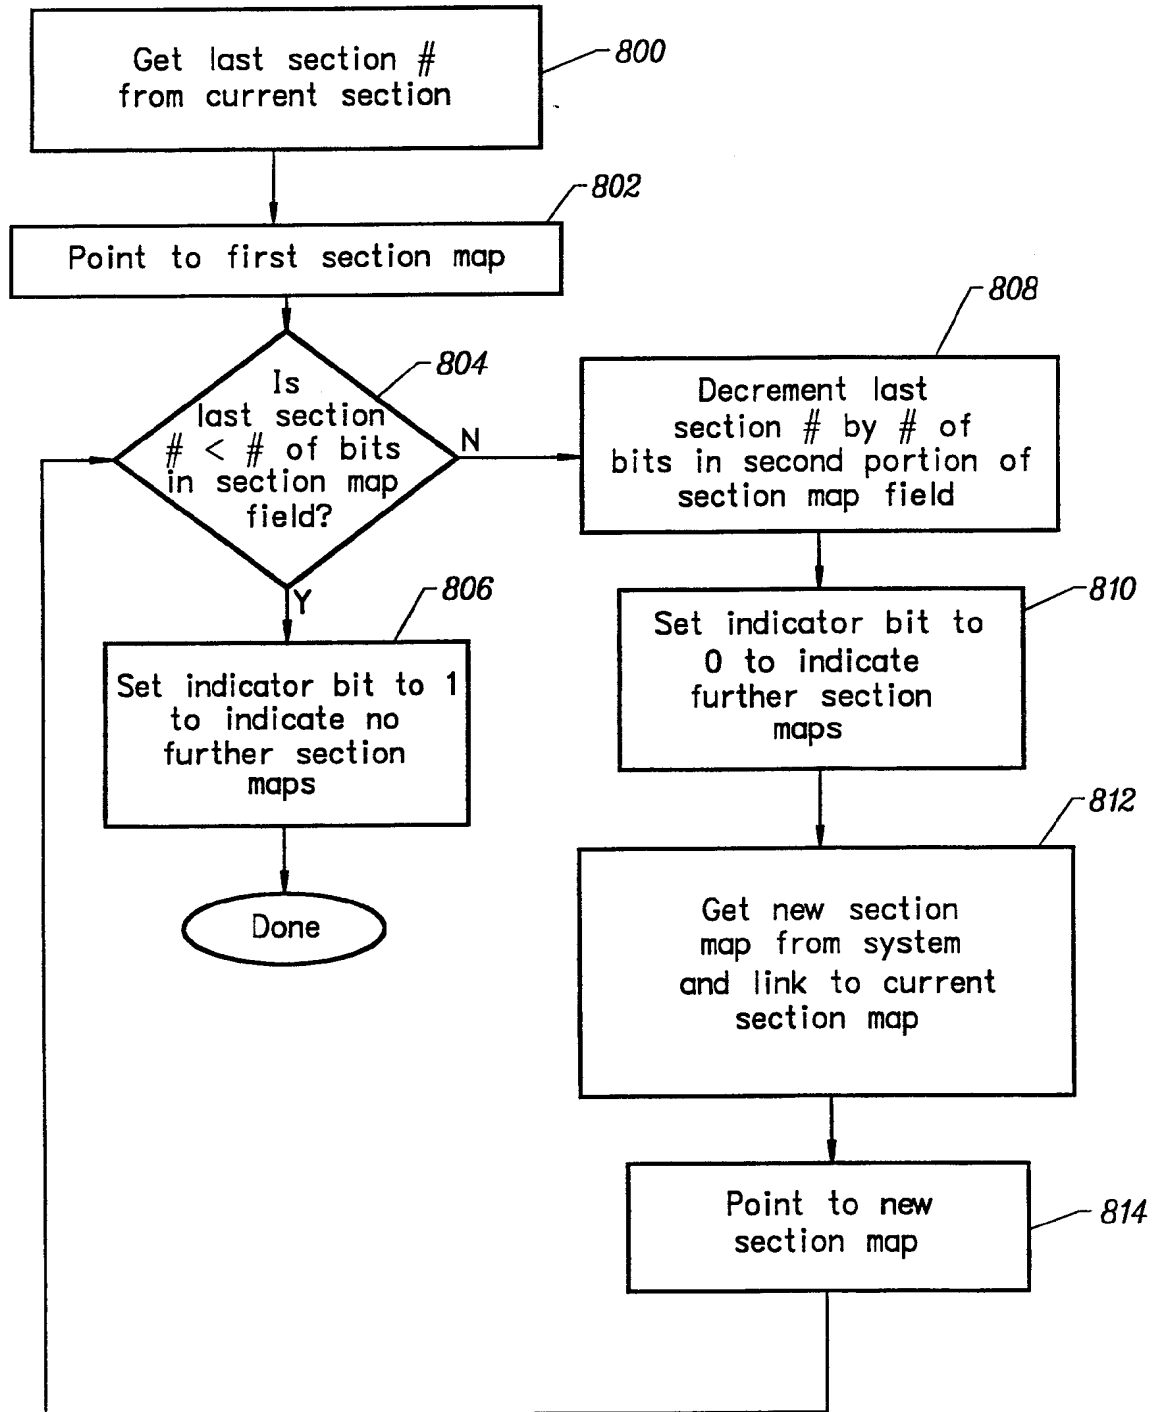 Get last section #
from current section
800
802
Point to first section map
804
Is
last section
# < # of bits
in section map
field?
N
Y
808
Decrement last
section # by # of
bits in second portion of
section map field
806
Set indicator bit to 1
to indicate no
further section
maps
810
Set indicator bit to
0 to indicate
further section
maps
Done
812
Get new section
map from system
and link to current
section map
Point to new
section map
814